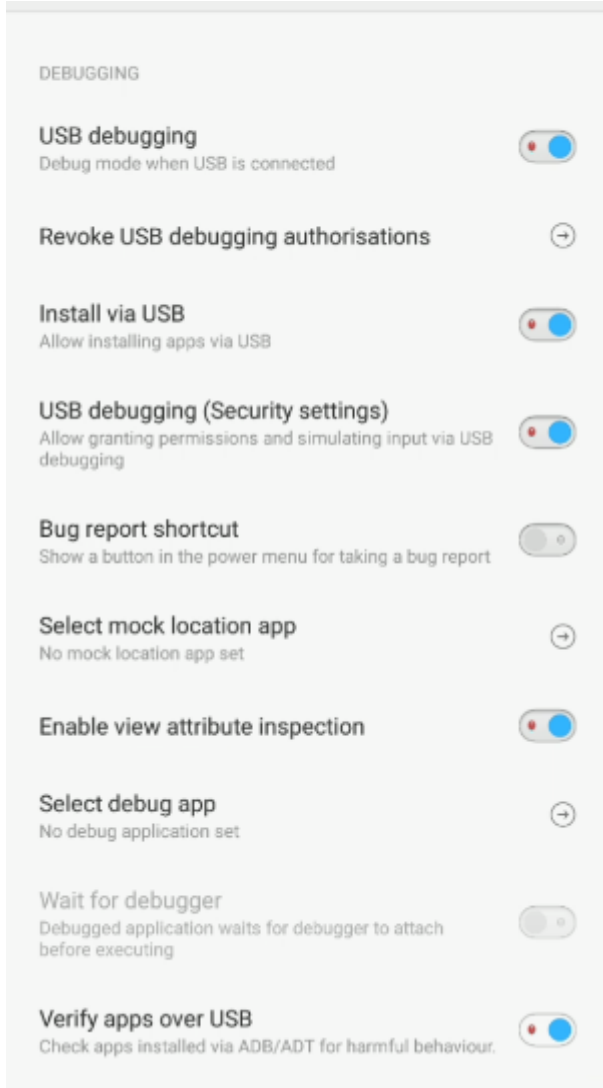 DEBUGGING
USB debugging
Debug mode when USB is connected
Revoke USB debugging authorisations
Install via USB
Allow installing apps via USB
USB debugging (Security settings)
Allow granting permissions and simulating input via USB
debugging
Bug report shortcut
Show a button in the power menu for taking a bug report
Select mock location app
No mock location app set
Enable view attribute inspection
Select debug app
No debug application set
Wait for debugger
Debugged application waits for debugger to attach
before executing
Verify apps over USB
Check apps installed via ADB/ADT for harmful behaviour.